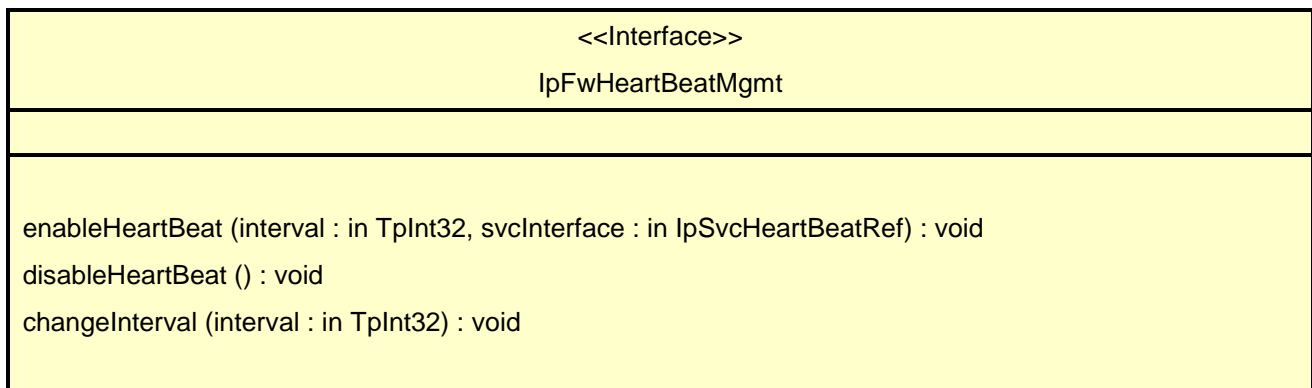 <<Interface>>
IpFwHeartBeatMgmt
enableHeartBeat (interval : in TpInt32, svcInterface : in IpSvcHeartBeatRef) : void
disableHeartBeat () : void
changeInterval (interval : in TpInt32) : void